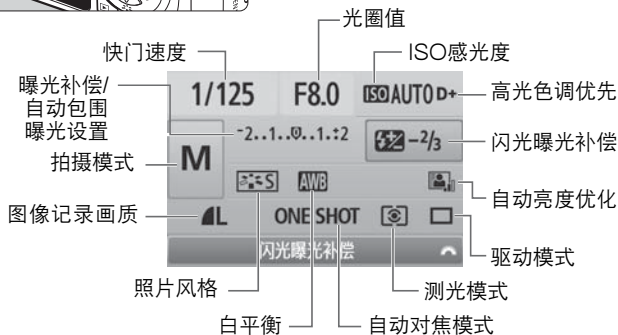 光圈值
快门速度
ISO感光度
曝光补偿/
自动包围
曝光设置
1/125 F8.0 ISO AUTO D+
高光色调优先
-2..1..0..1.:2
-2/3
闪光曝光补偿
拍摄模式
M
S AWB
自动亮度优化
图像记录画质
L ONE SHOT
驱动模式
闪光曝光补偿
照片风格
测光模式
白平衡
自动对焦模式